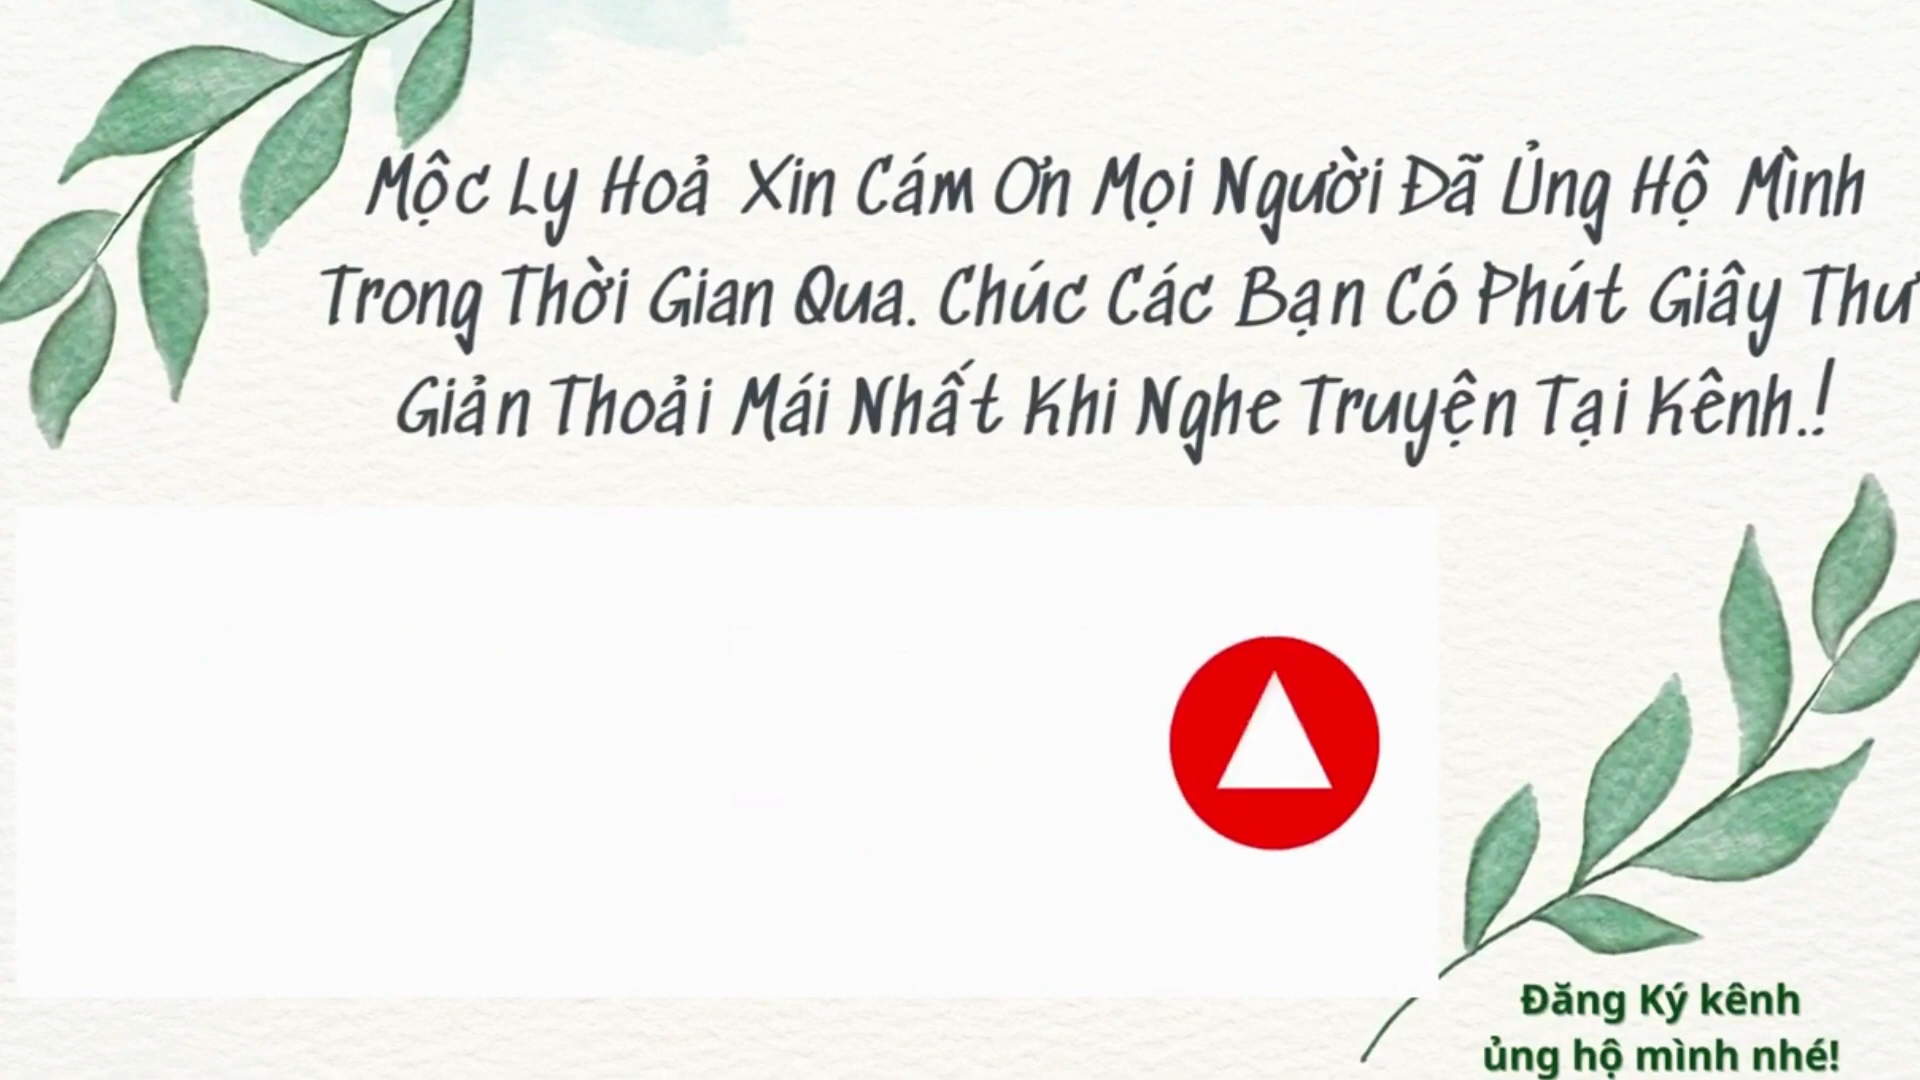 Mộc Ly Hoả Xin Cám Ơn Mọi Người Đã Ủng Hộ Mình
Trong Thời Gian Qua. Chúc Các Bạn Có Phút Giây Thư
Giản Thoải Mái Nhất Khi Nghe Truyện Tại Kênh.!
Đăng Ký kênh
ủng hộ mình nhé!